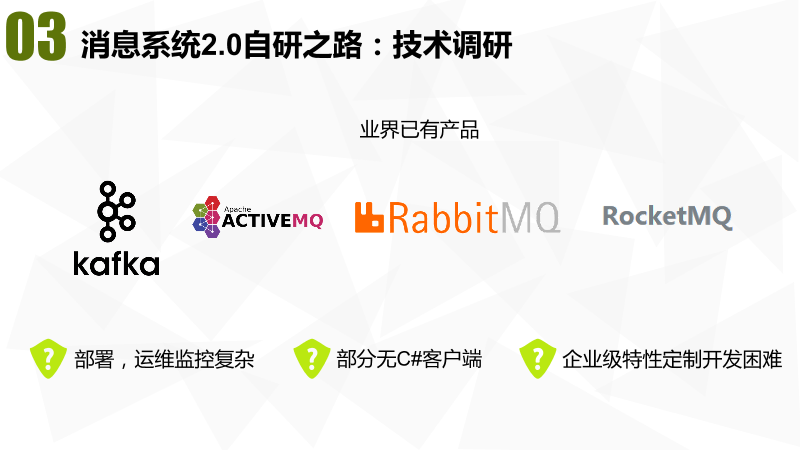 03 消息系统2.0自研之路：技术调研
业界已有产品
kafka
Apache
ACTIVEMQ
RabbitMQ
RocketMQ
? 部署，运维监控复杂
? 部分无C#客户端
? 企业级特性定制开发困难